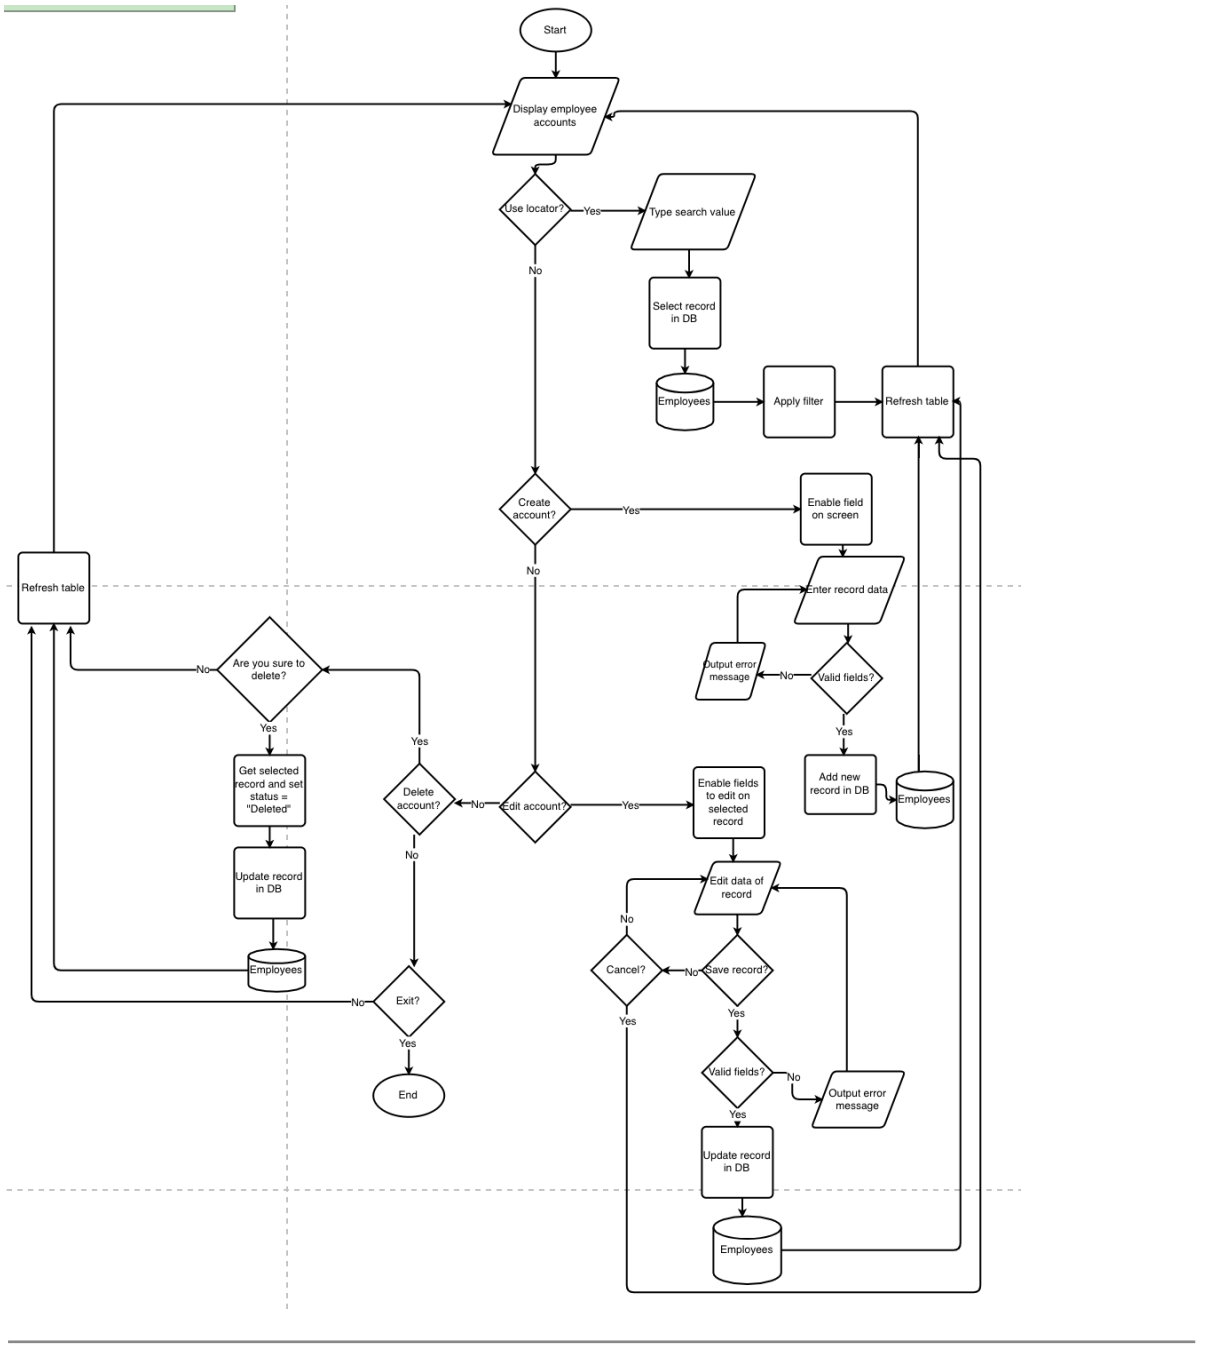 Start
Display employee
accounts
Use locator?
Yes
Type search value
No
Select record
in DB
Employees
Apply filter
Refresh table
Create
account?
Yes
Enable field
on screen
No
Refresh table
Enter record data
Are you sure to
delete?
No
Output error
message
No
Valid fields?
Yes
Yes
Yes
Get selected
record and set
status =
"Deleted"
Delete
account?
No
Edit account?
Yes
Enable fields
to edit on
selected
record
Add new
record in DB
Employees
No
Update record
in DB
Edit data of
record
No
Employees
Cancel?
No
Save record?
No
Exit?
Yes
Yes
Yes
End
Valid fields?
No
Output error
message
Yes
Update record
in DB
Employees